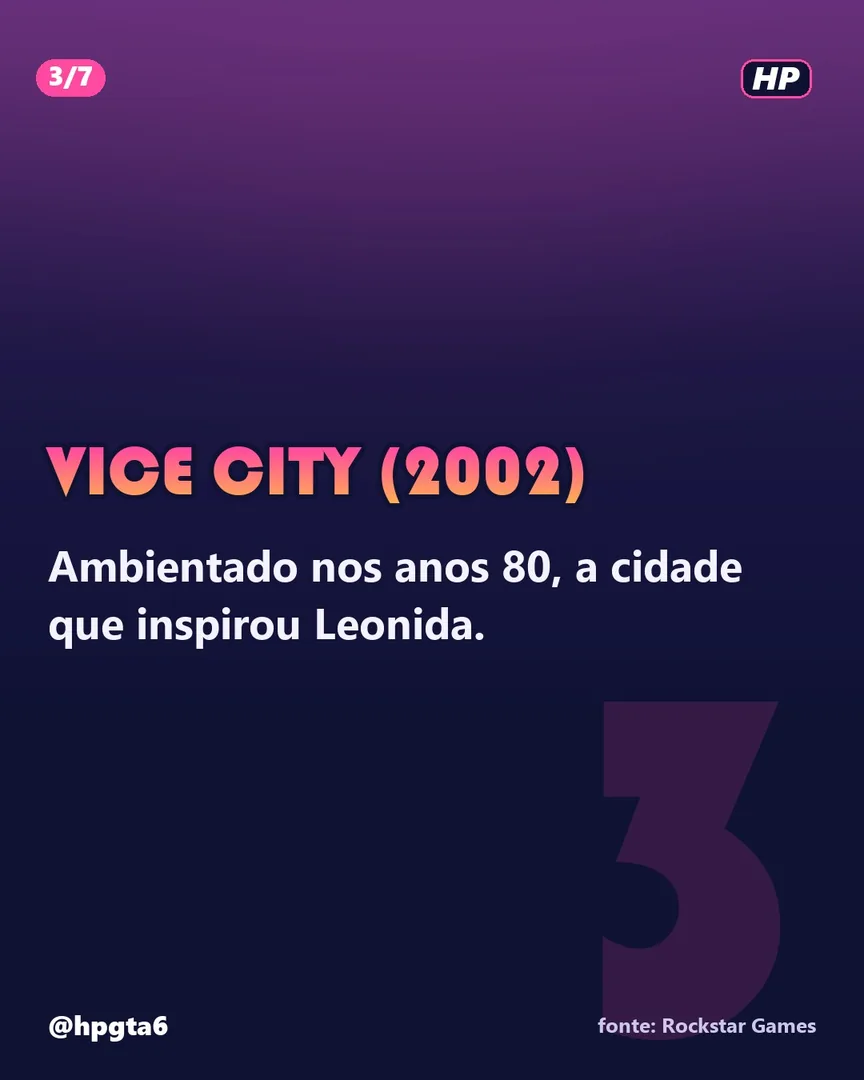 3/7
HP
VICE CITY (2002)
Ambientado nos anos 80, a cidade
que inspirou Leonida.
3
@hpgta6
fonte: Rockstar Games